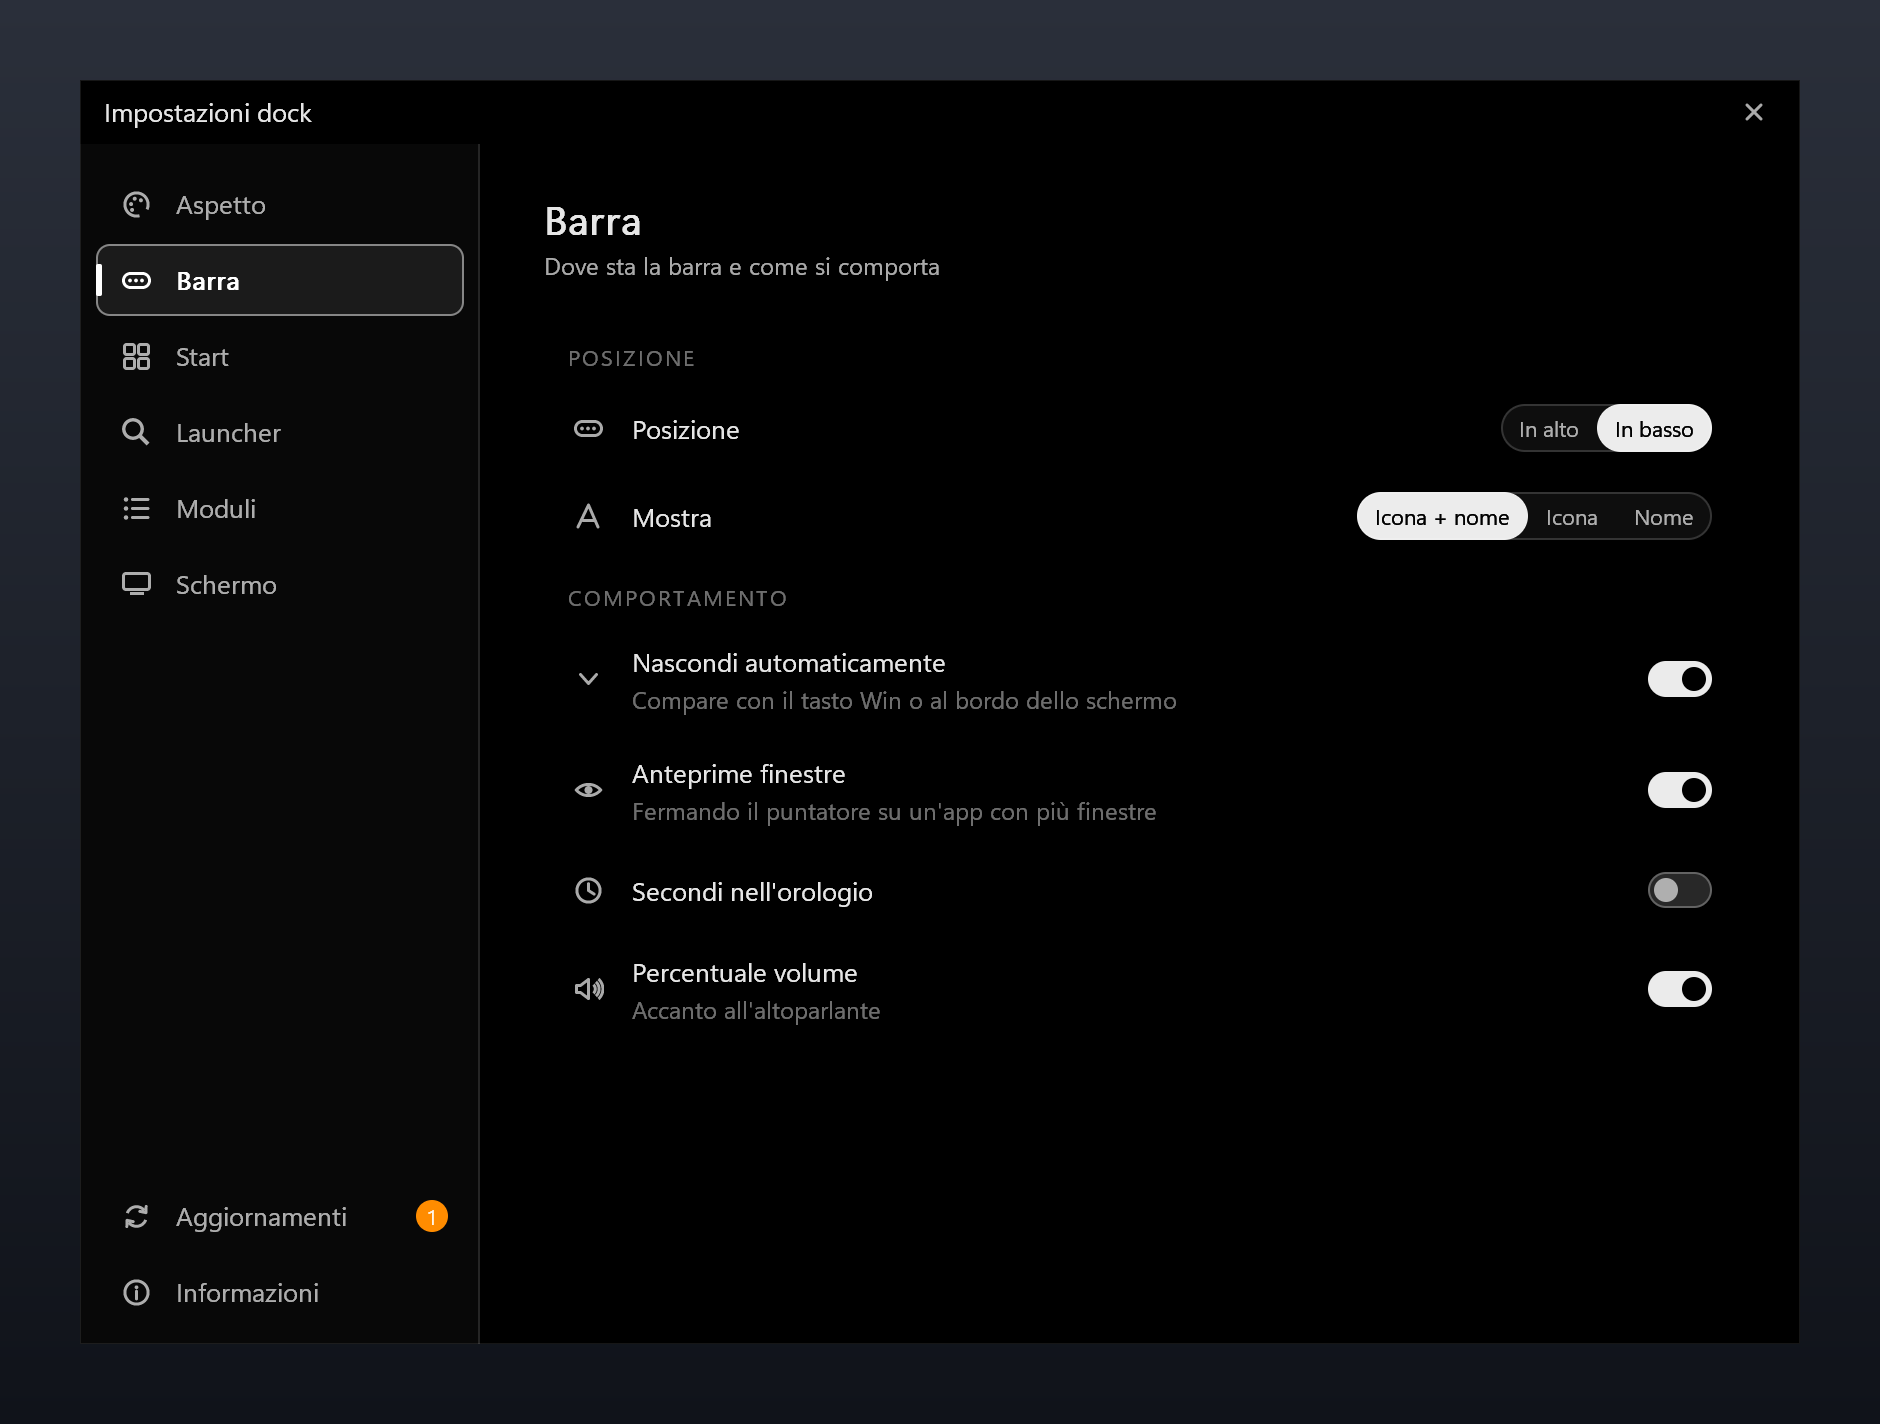 Impostazioni dock
Aspetto
Barra
Start
Launcher
Moduli
Schermo
Aggiornamenti 1
Informazioni
Barra
Dove sta la barra e come si comporta
POSIZIONE
Posizione In alto In basso
Mostra Icona + nome Icona Nome
COMPORTAMENTO
Nascondi automaticamente
Compare con il tasto Win o al bordo dello schermo
Anteprime finestre
Fermando il puntatore su un'app con più finestre
Secondi nell'orologio
Percentuale volume
Accanto all'altoparlante